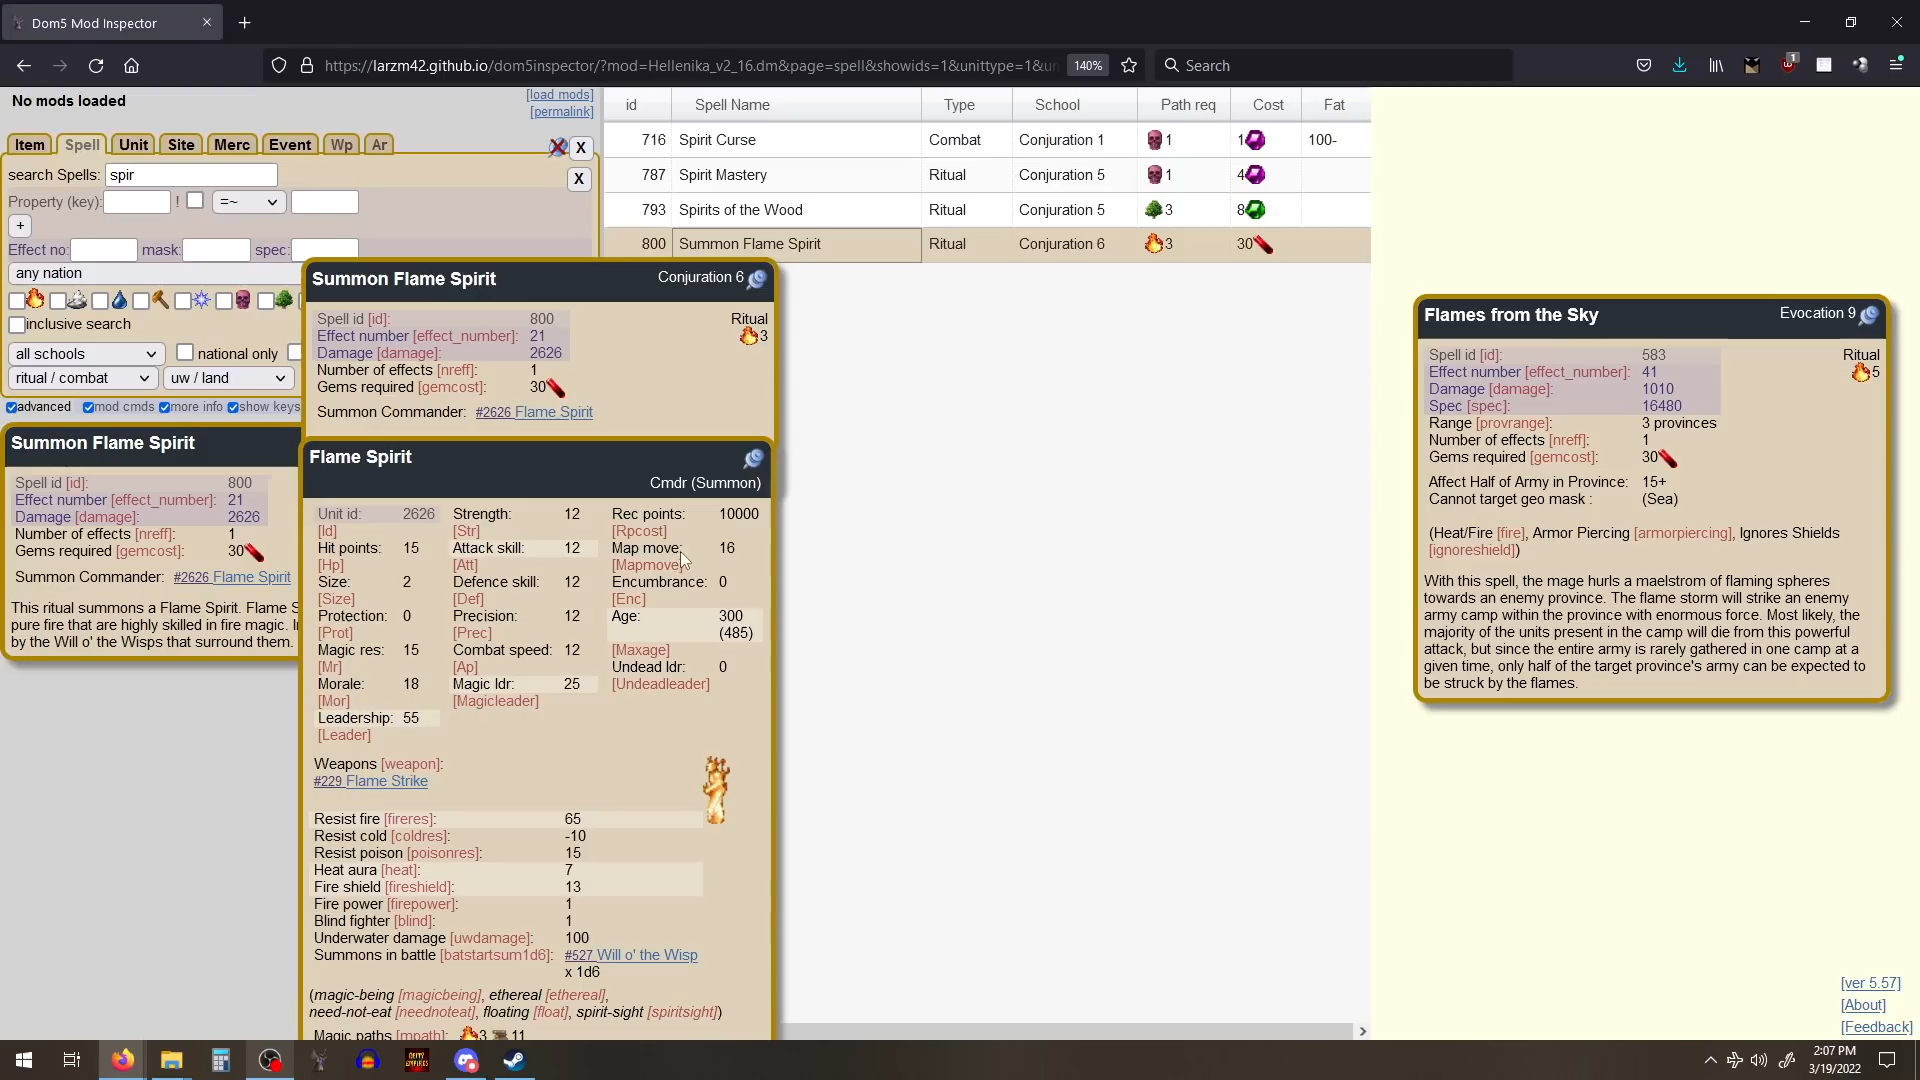 Dom5 Mod Inspector
https://larzm42.github.io/dom5inspector/?mod=Hellenika_v2_16.dm&page=spell&showids=1&unittype=1&un
140%
Search
1
No mods loaded
[load mods]
[permalink]
Item Spell Unit Site Merc Event Wp Ar
X
search Spells: spir
X
Property (key): ! =~
+
Effect no: mask: spec:
any nation
inclusive search
all schools national only
ritual / combat uw / land
advanced mod cmds more info show keys
id Spell Name Type School Path req Cost Fat
716 Spirit Curse Combat Conjuration 1 1 1 100-
787 Spirit Mastery Ritual Conjuration 5 1 4
793 Spirits of the Wood Ritual Conjuration 5 3 8
800 Summon Flame Spirit Ritual Conjuration 6 3 30
Summon Flame Spirit
Spell id [id]: 800
Effect number [effect_number]: 21
Damage [damage]: 2626
Number of effects [nreff]: 1
Gems required [gemcost]: 30
Summon Commander: #2626 Flame Spirit
This ritual summons a Flame Spirit. Flame S
pure fire that are highly skilled in fire magic. I
by the Will o' the Wisps that surround them.
Summon Flame Spirit Conjuration 6
Spell id [id]: 800 Ritual
Effect number [effect_number]: 21 3
Damage [damage]: 2626
Number of effects [nreff]: 1
Gems required [gemcost]: 30
Summon Commander: #2626 Flame Spirit
Flame Spirit
Cmdr (Summon)
Unit id: 2626 Strength: 12 Rec points: 10000
[Id] [Str] [Rpcost]
Hit points: 15 Attack skill: 12 Map move: 16
[Hp] [Att] [Mapmove]
Size: 2 Defence skill: 12 Encumbrance: 0
[Size] [Def] [Enc]
Protection: 0 Precision: 12 Age: 300
[Prot] [Prec] (485)
Magic res: 15 Combat speed: 12 [Maxage]
[Mr] [Ap] Undead ldr: 0
Morale: 18 Magic ldr: 25 [Undeadleader]
[Mor] [Magicleader]
Leadership: 55
[Leader]
Weapons [weapon]:
#229 Flame Strike
Resist fire [fireres]: 65
Resist cold [coldres]: -10
Resist poison [poisonres]: 15
Heat aura [heat]: 7
Fire shield [fireshield]: 13
Fire power [firepower]: 1
Blind fighter [blind]: 1
Underwater damage [uwdamage]: 100
Summons in battle [batstartsum1d6]: #527 Will o' the Wisp
x 1d6
(magic-being [magicbeing], ethereal [ethereal],
need-not-eat [neednoteat], floating [float], spirit-sight [spiritsight])
Magic paths [mpath]: 3 11
Flames from the Sky Evocation 9
Spell id [id]: 583 Ritual
Effect number [effect_number]: 41 5
Damage [damage]: 1010
Spec [spec]: 16480
Range [provrange]: 3 provinces
Number of effects [nreff]: 1
Gems required [gemcost]: 30
Affect Half of Army in Province: 15+
Cannot target geo mask : (Sea)
(Heat/Fire [fire], Armor Piercing [armorpiercing], Ignores Shields
[ignoreshield])
With this spell, the mage hurls a maelstrom of flaming spheres
towards an enemy province. The flame storm will strike an enemy
army camp within the province with enormous force. Most likely, the
majority of the units present in the camp will die from this powerful
attack, but since the entire army is rarely gathered in one camp at a
given time, only half of the target province's army can be expected to
be struck by the flames.
[ver 5.57]
[About]
[Feedback]
2:07 PM
3/19/2022